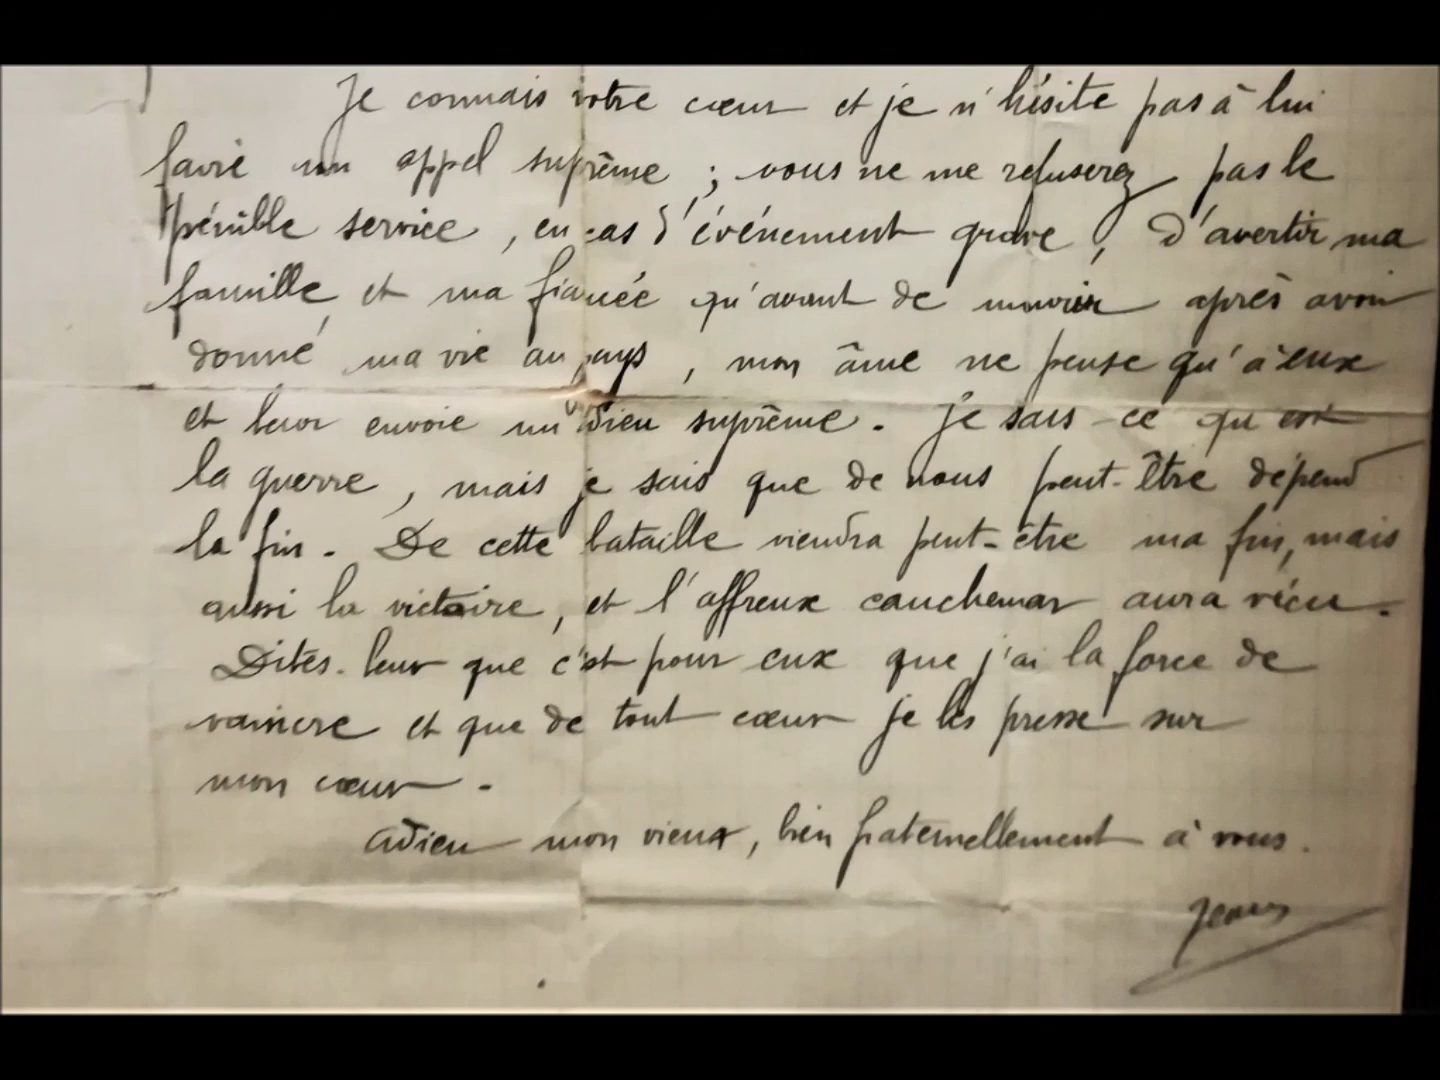 Je connais votre cœur et je n'hésite pas à lui
faire un appel suprême ; vous ne me refuserez pas le
pénible service, en cas d'événement grave, d'avertir ma
famille et ma fiancée qu'avant de mourir après avoir
donné ma vie au pays, mon âme ne pense qu'à eux
et leur envoie un adieu suprême. Je sais ce qu'est
la guerre, mais je sais que de nous peut-être dépend
la fin. De cette bataille viendra peut-être ma fin, mais
aussi la victoire, et l'affreux cauchemar aura vécu.
Dites-leur que c'est pour eux que j'ai la force de
vaincre et que de tout cœur je les presse sur
mon cœur.
Adieu mon vieux, bien fraternellement à vous.